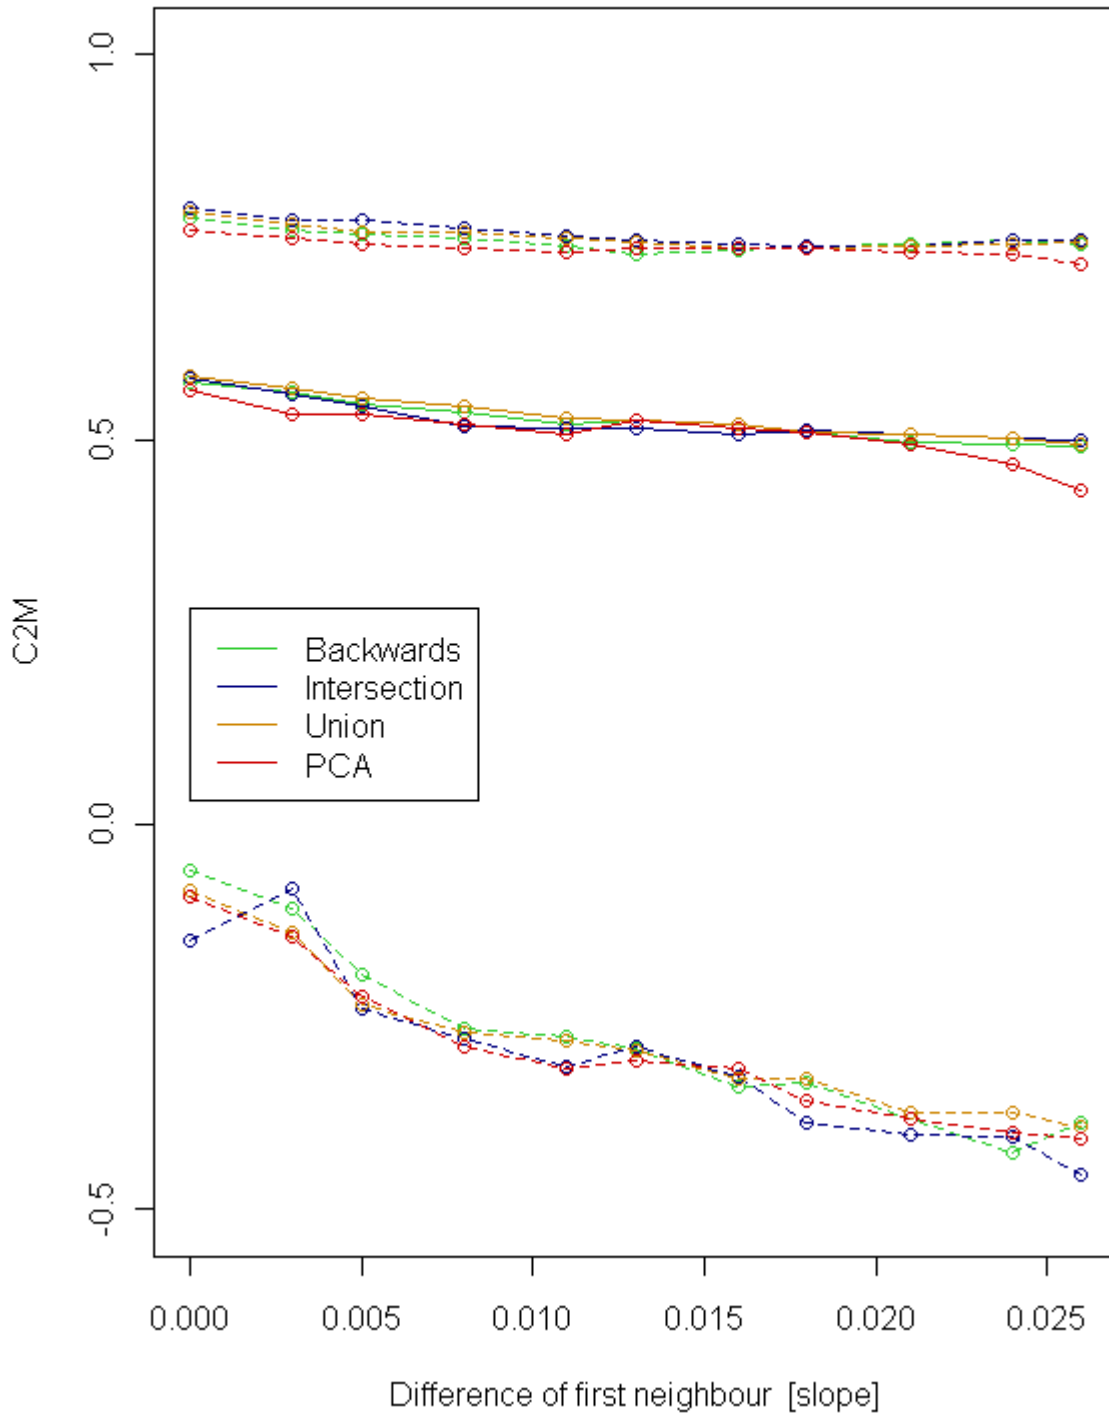 1.0
0.5
0.0
-0.5
C2M
Backwards
Intersection
Union
PCA
0.000 0.005 0.010 0.015 0.020 0.025
Difference of first neighbour [slope]